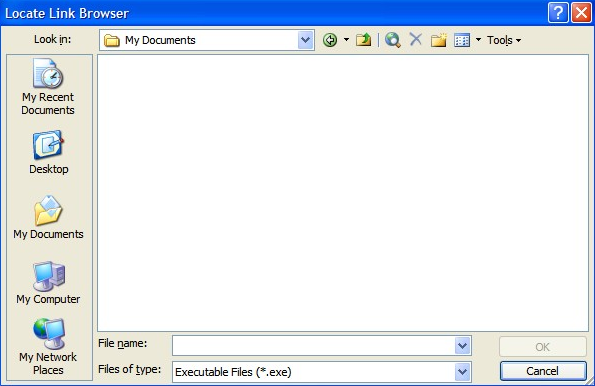 Locate Link Browser
Look in:
My Documents
Tools
My Recent
Documents
Desktop
My Documents
My Computer
My Network
Places
File name:
OK
Files of type:
Executable Files (*.exe)
Cancel